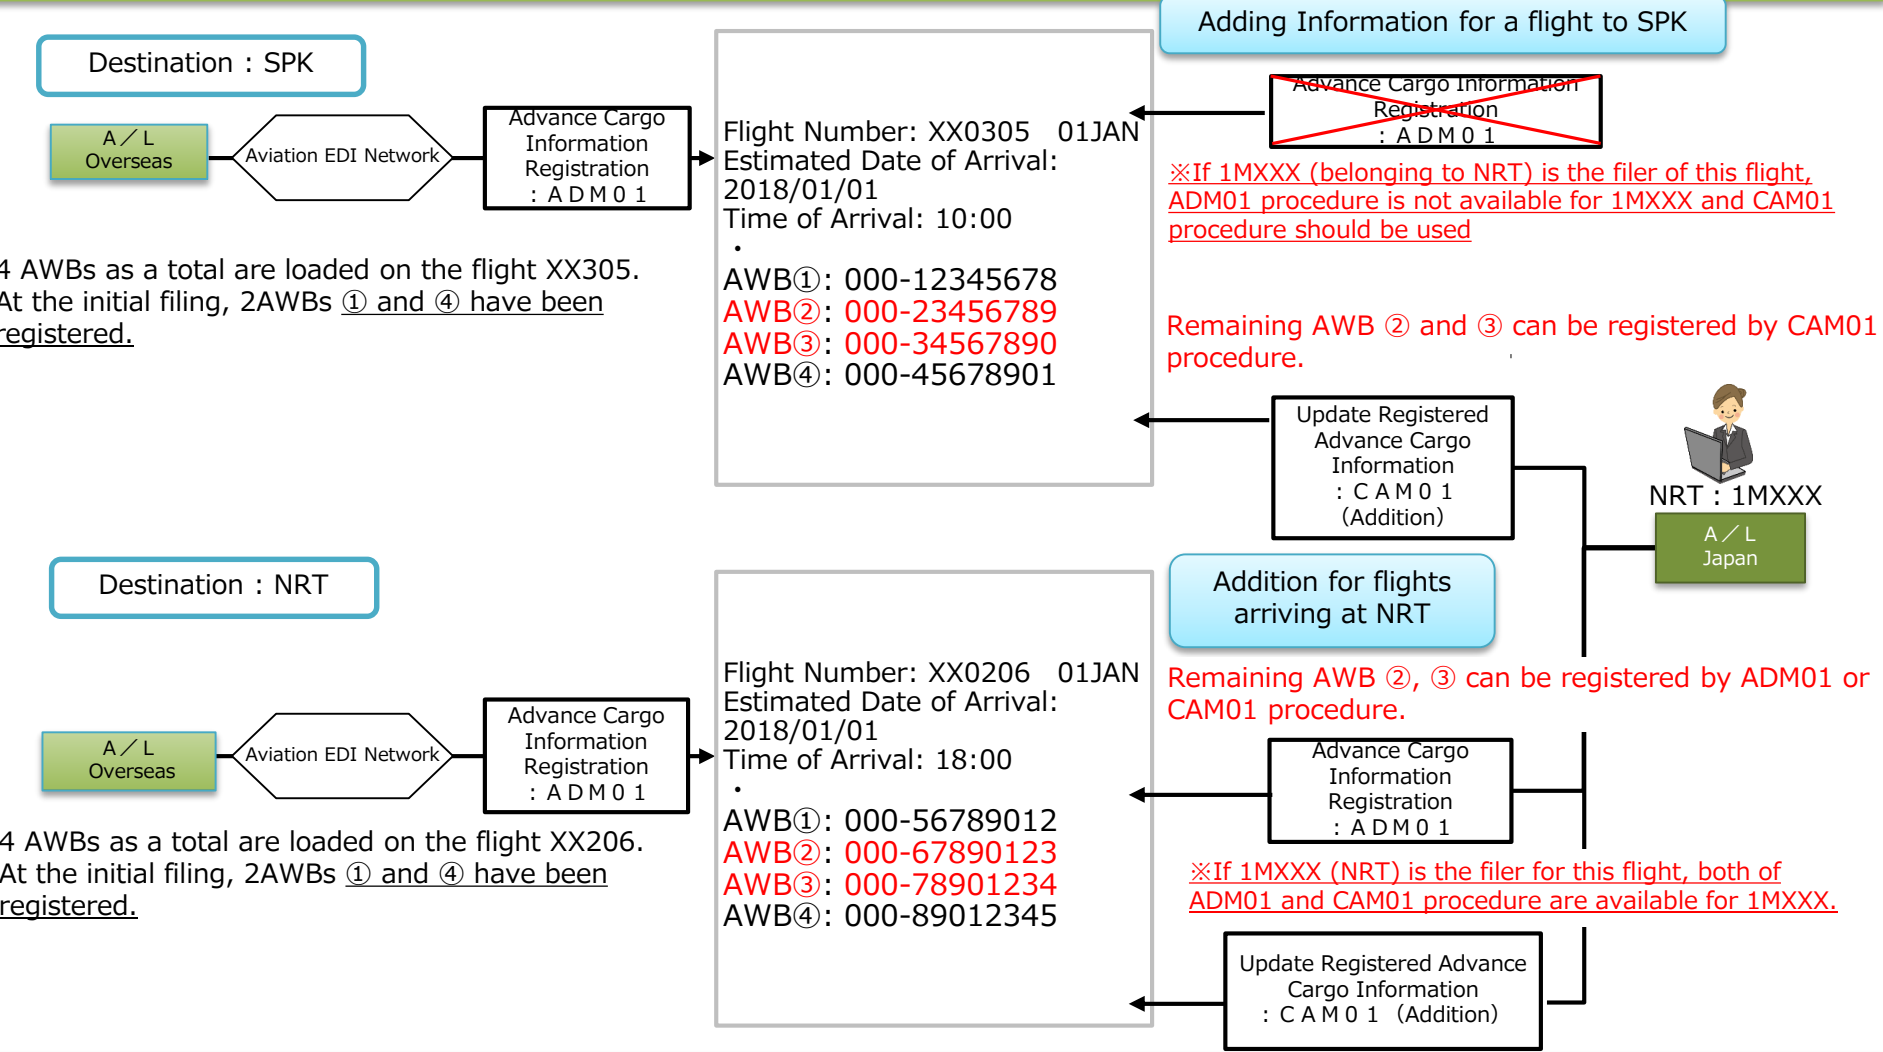 Adding Information for a flight to SPK
Destination : SPK
A／L
Overseas
Aviation EDI Network
Advance Cargo
Information
Registration
：ＡＤＭ０１
Flight Number: XX0305 01JAN
Estimated Date of Arrival:
2018/01/01
Time of Arrival: 10:00
・
AWB①: 000-12345678
AWB②: 000-23456789
AWB③: 000-34567890
AWB④: 000-45678901
Advance Cargo Information
Registration
：ＡＤＭ０１
※If 1MXXX (belonging to NRT) is the filer of this flight,
ADM01 procedure is not available for 1MXXX and CAM01
procedure should be used
4 AWBs as a total are loaded on the flight XX305.
At the initial filing, 2AWBs ① and ④ have been
registered.
Remaining AWB ② and ③ can be registered by CAM01
procedure.
Update Registered
Advance Cargo
Information
：ＣＡＭ０１
（Addition）
NRT：1MXXX
A／L
Japan
Destination : NRT
Addition for flights
arriving at NRT
A／L
Overseas
Aviation EDI Network
Advance Cargo
Information
Registration
：ＡＤＭ０１
Flight Number: XX0206 01JAN
Estimated Date of Arrival:
2018/01/01
Time of Arrival: 18:00
・
AWB①: 000-56789012
AWB②: 000-67890123
AWB③: 000-78901234
AWB④: 000-89012345
Remaining AWB ②, ③ can be registered by ADM01 or
CAM01 procedure.
Advance Cargo
Information
Registration
：ＡＤＭ０１
4 AWBs as a total are loaded on the flight XX206.
At the initial filing, 2AWBs ① and ④ have been
registered.
※If 1MXXX (NRT) is the filer for this flight, both of
ADM01 and CAM01 procedure are available for 1MXXX.
Update Registered Advance
Cargo Information
：ＣＡＭ０１（Addition）